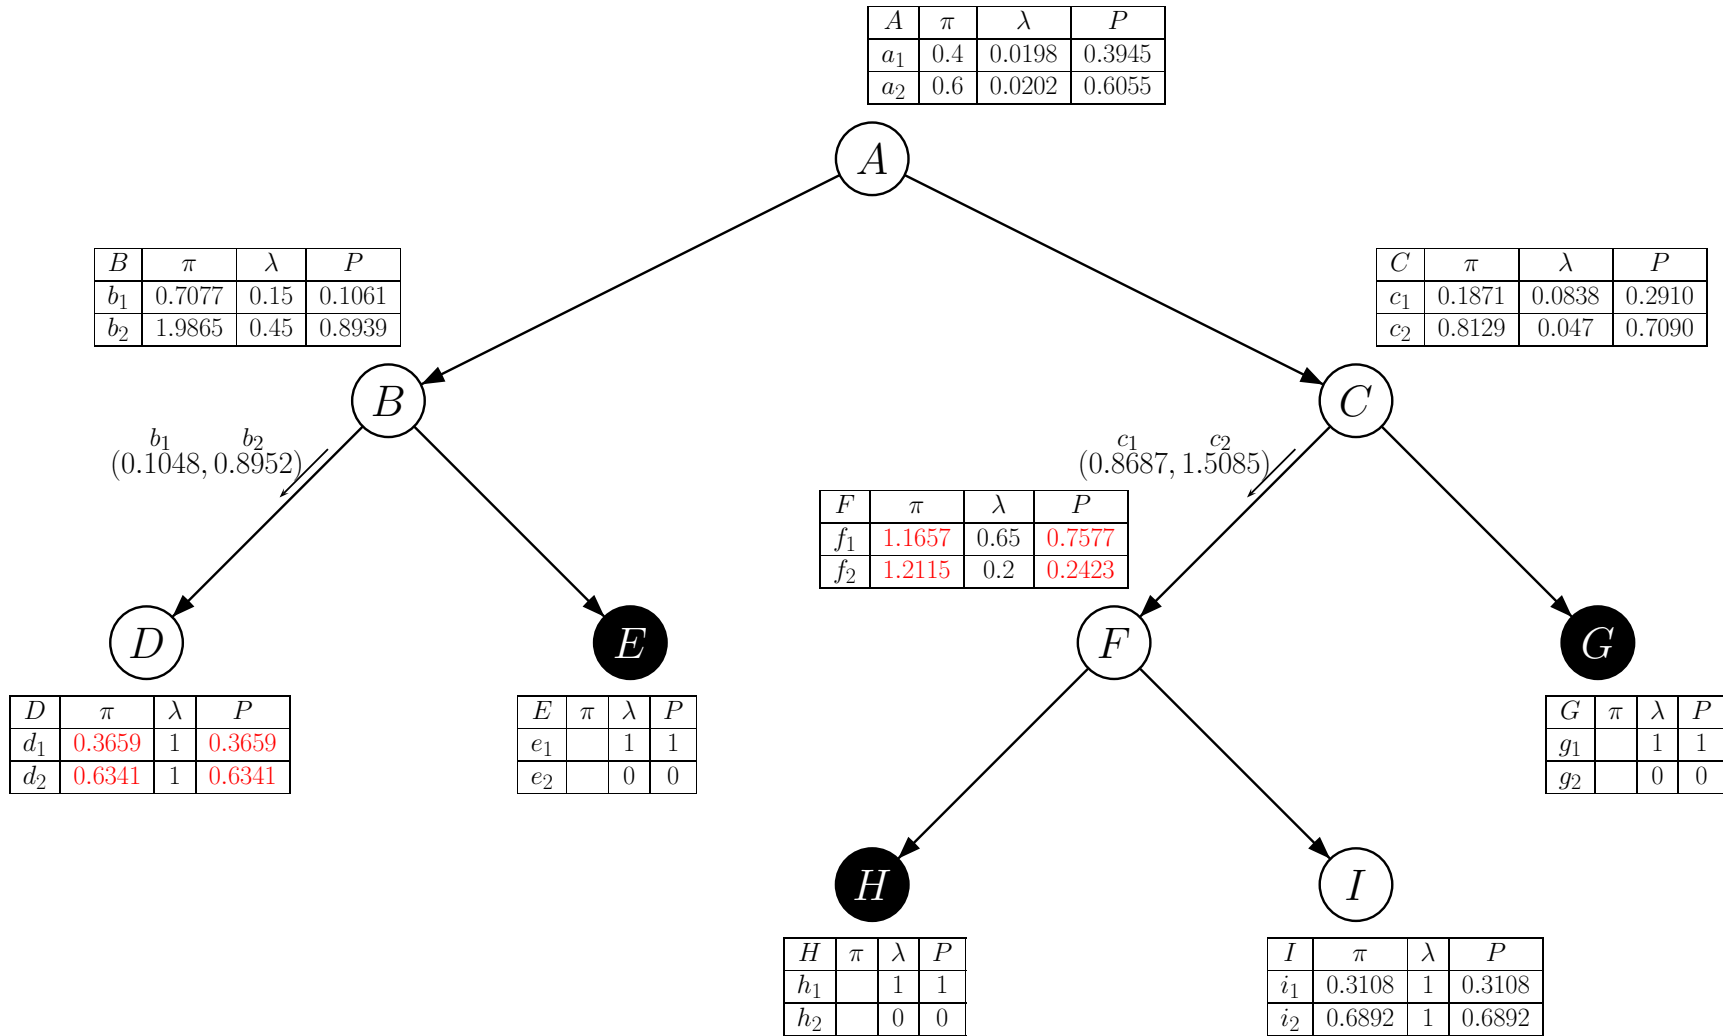 A π λ P
a1 0.4 0.0198 0.3945
a2 0.6 0.0202 0.6055
A
B π λ P
b1 0.7077 0.15 0.1061
b2 1.9865 0.45 0.8939
C π λ P
c1 0.1871 0.0838 0.2910
c2 0.8129 0.047 0.7090
B
C
b1 b2
(0.1048, 0.8952)
c1 c2
(0.8687, 1.5085)
F π λ P
f1 1.1657 0.65 0.7577
f2 1.2115 0.2 0.2423
D
E
F
G
D π λ P
d1 0.3659 1 0.3659
d2 0.6341 1 0.6341
E π λ P
e1 1 1
e2 0 0
G π λ P
g1 1 1
g2 0 0
H
I
H π λ P
h1 1 1
h2 0 0
I π λ P
i1 0.3108 1 0.3108
i2 0.6892 1 0.6892